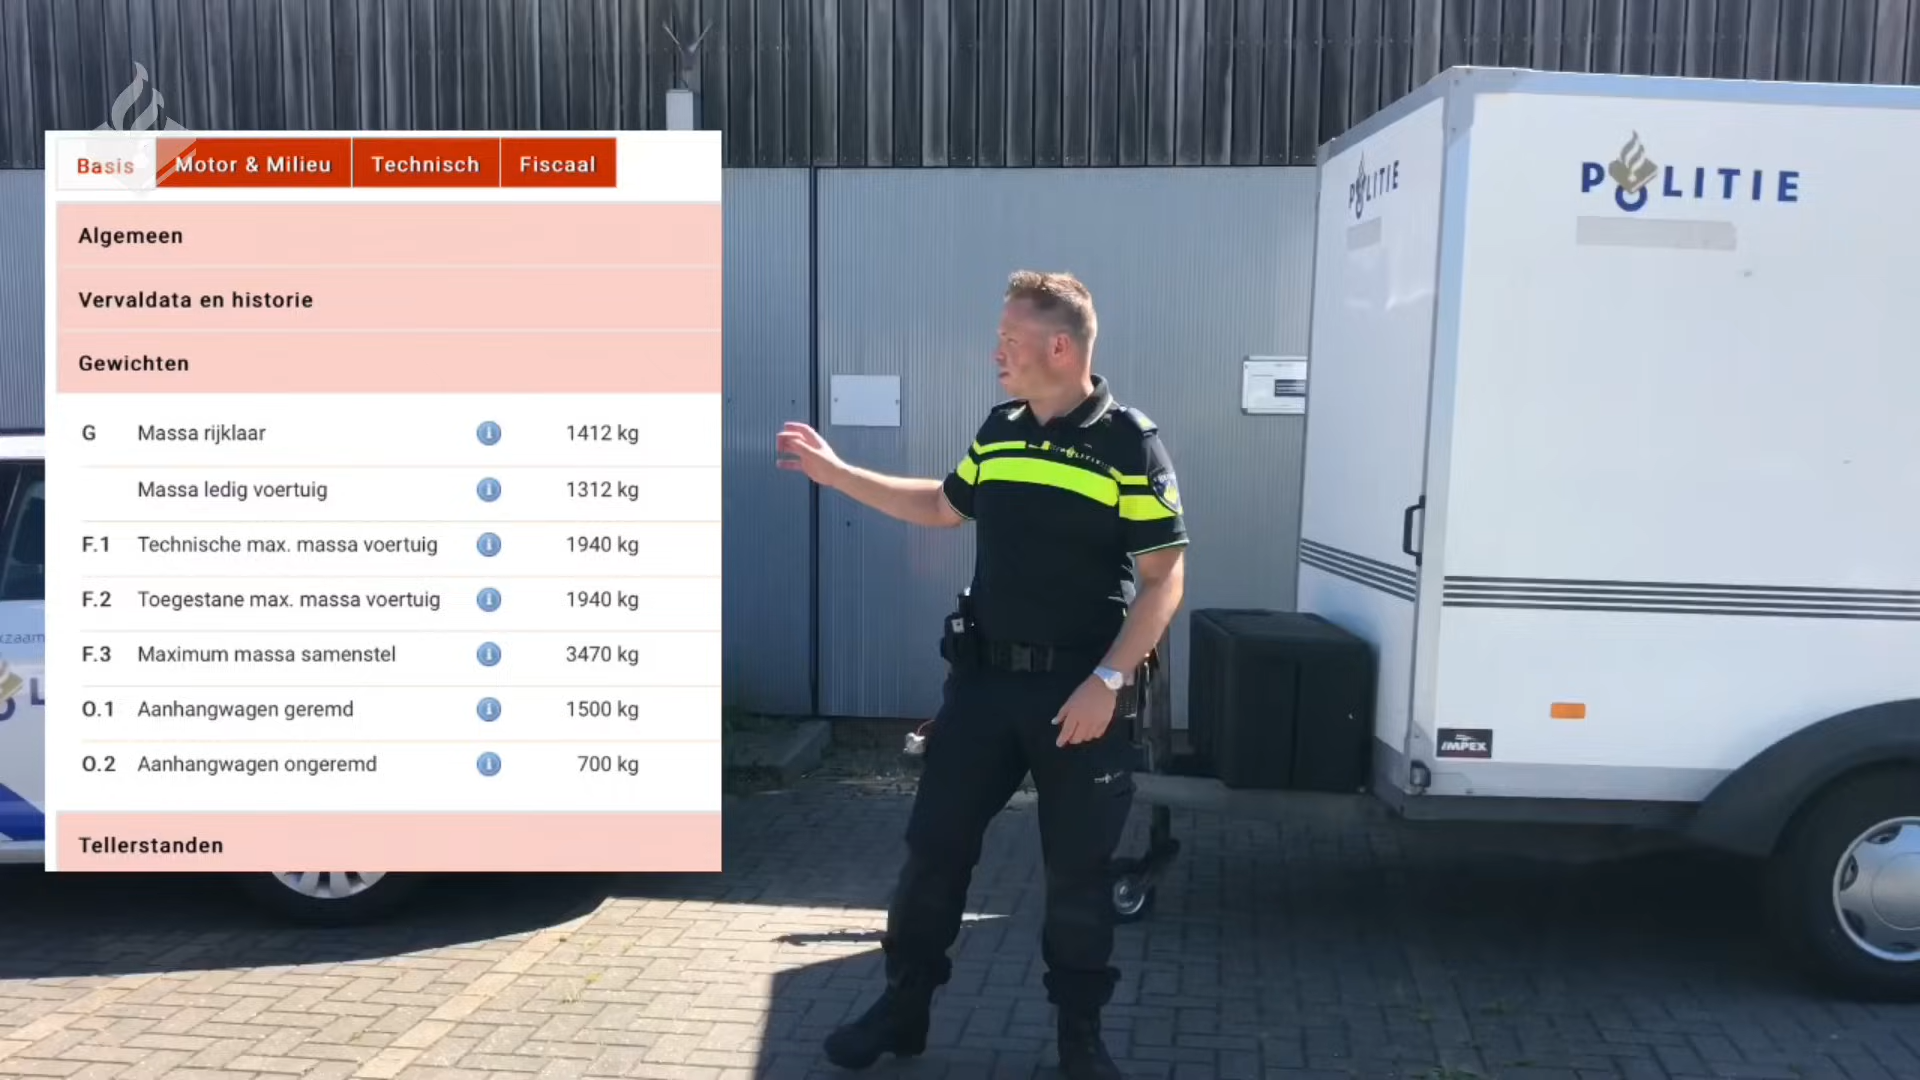 Basis
Motor & Milieu
Technisch
Fiscaal
Algemeen
Vervaldata en historie
Gewichten
G Massa rijklaar 1412 kg
Massa ledig voertuig 1312 kg
F.1 Technische max. massa voertuig 1940 kg
F.2 Toegestane max. massa voertuig 1940 kg
F.3 Maximum massa samenstel 3470 kg
O.1 Aanhangwagen geremd 1500 kg
O.2 Aanhangwagen ongeremd 700 kg
Tellerstanden
POLITIE
POLITIE
IMPEX